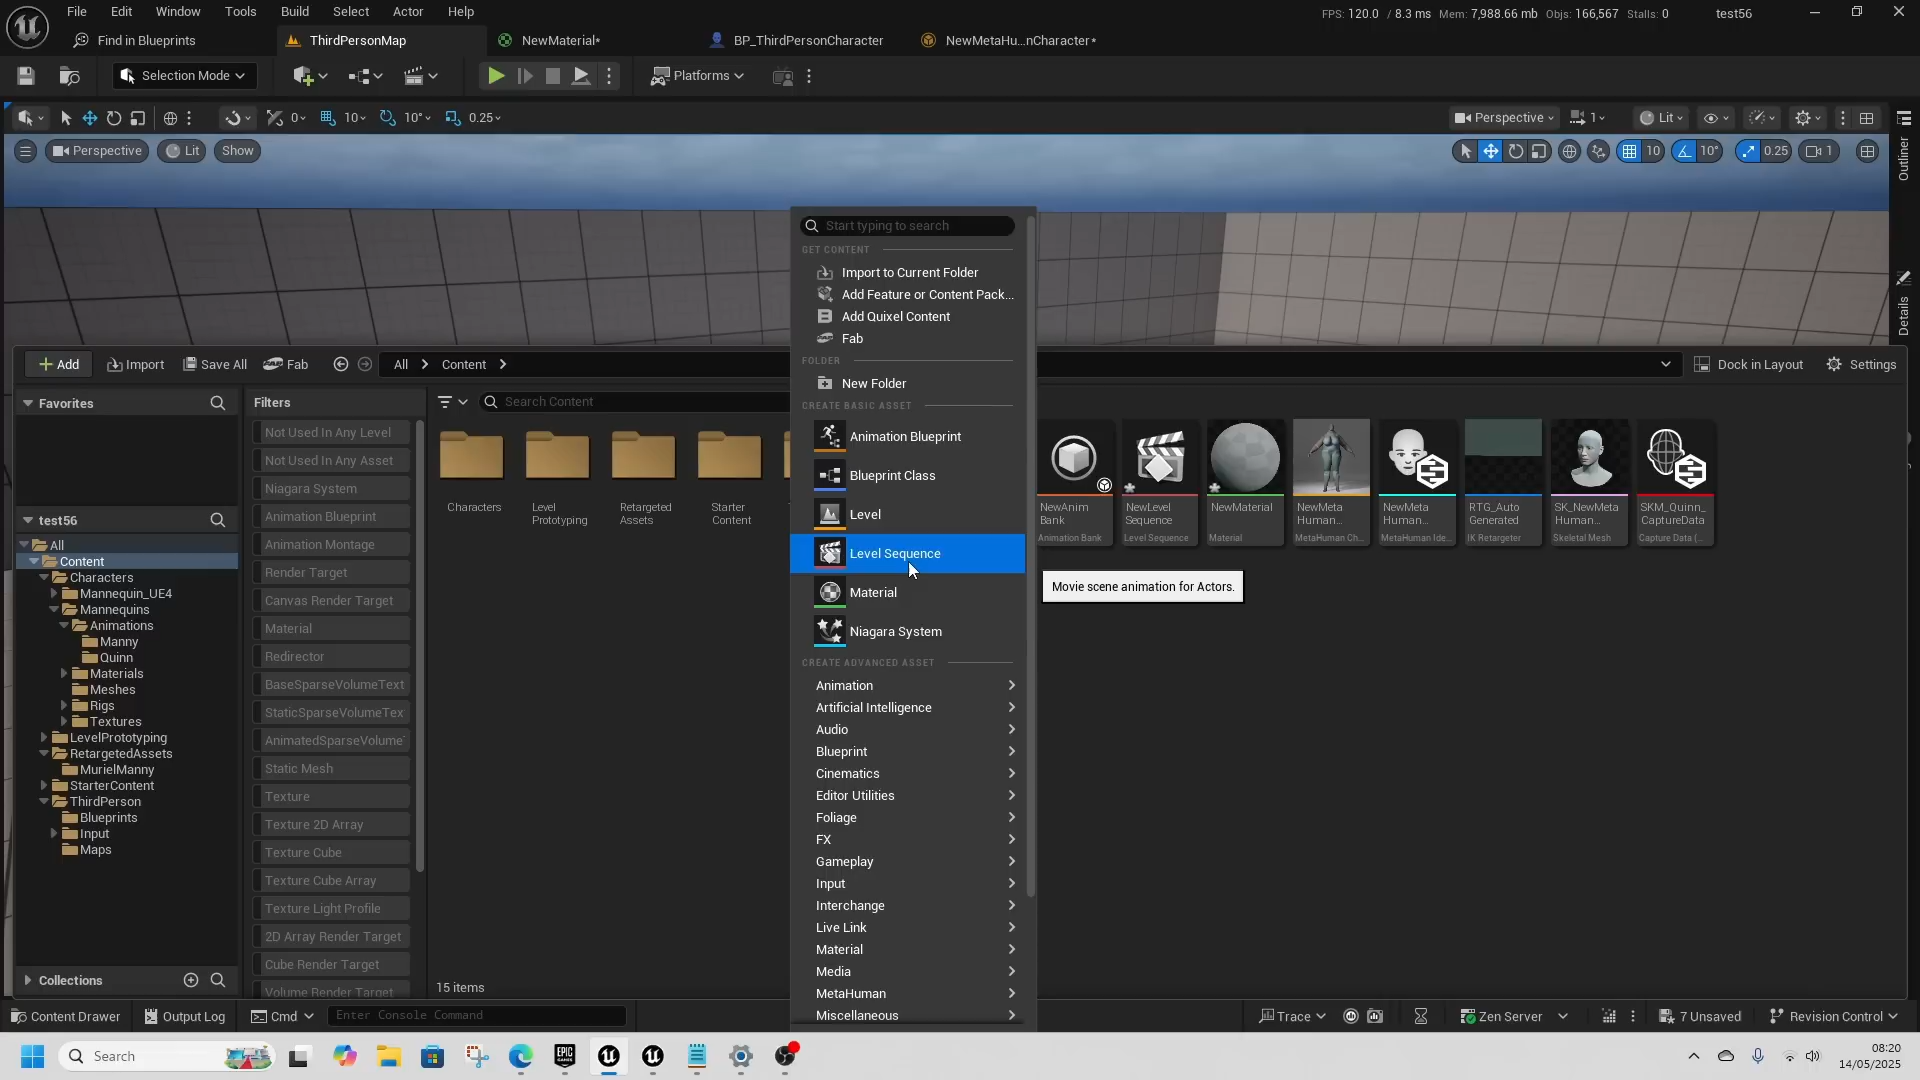 File Edit Window Tools Build Select Actor Help
FPS: 120.0 / 8.3 ms Mem: 7,988.66 mb Objs: 166,567 Stalls: 0 test56
Find in Blueprints ThirdPersonMap NewMaterial* BP_ThirdPersonCharacter NewMetaHu...nCharacter*
Selection Mode Platforms
0 10 10° 0.25 Perspective 1 Lit
Perspective Lit Show 10 10° 0.25 1
Outliner
Details
Start typing to search
GET CONTENT
Import to Current Folder
Add Feature or Content Pack...
Add Quixel Content
Fab
FOLDER
New Folder
CREATE BASIC ASSET
Animation Blueprint
Blueprint Class
Level
Level Sequence
Material
Niagara System
CREATE ADVANCED ASSET
Animation
Artificial Intelligence
Audio
Blueprint
Cinematics
Editor Utilities
Foliage
FX
Gameplay
Input
Interchange
Live Link
Material
Media
MetaHuman
Miscellaneous
Movie scene animation for Actors.
Add Import Save All Fab All Content Dock in Layout Settings
Favorites
test56
All
Content
Characters
Mannequin_UE4
Mannequins
Animations
Manny
Quinn
Materials
Meshes
Rigs
Textures
LevelPrototyping
RetargetedAssets
MurielManny
StarterContent
ThirdPerson
Blueprints
Input
Maps
Collections
Filters
Not Used In Any Level
Not Used In Any Asset
Niagara System
Animation Blueprint
Animation Montage
Render Target
Canvas Render Target
Material
Redirector
BaseSparseVolumeText
StaticSparseVolumeTex
AnimatedSparseVolume
Static Mesh
Texture
Texture 2D Array
Texture Cube
Texture Cube Array
Texture Light Profile
2D Array Render Target
Cube Render Target
Volume Render Target
Search Content
Characters
Level Prototyping
Retargeted Assets
Starter Content
NewAnim Bank
Animation Bank
NewLevel Sequence
Level Sequence
NewMaterial
Material
NewMeta Human...
MetaHuman Ch...
NewMeta Human...
MetaHuman Ide...
RTG_Auto Generated
IK Retargeter
SK_NewMeta Human...
Skeletal Mesh
SKM_Quinn_ CaptureData
Capture Data (...
15 items
Content Drawer Output Log Cmd Enter Console Command Trace Zen Server 7 Unsaved Revision Control
Search
EPIC GAMES
08:20
14/05/2025